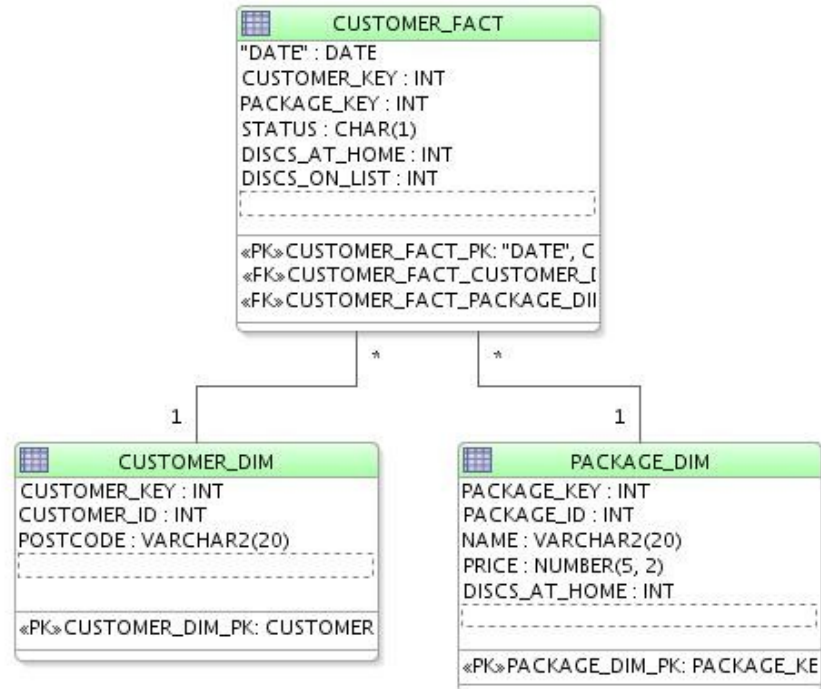 CUSTOMER_FACT
"DATE" : DATE
CUSTOMER_KEY : INT
PACKAGE_KEY : INT
STATUS : CHAR(1)
DISCS_AT_HOME : INT
DISCS_ON_LIST : INT
«PK»CUSTOMER_FACT_PK: "DATE", C
«FK»CUSTOMER_FACT_CUSTOMER_D
«FK»CUSTOMER_FACT_PACKAGE_DI
* *
1 1
CUSTOMER_DIM
CUSTOMER_KEY : INT
CUSTOMER_ID : INT
POSTCODE : VARCHAR2(20)
«PK»CUSTOMER_DIM_PK: CUSTOMER
PACKAGE_DIM
PACKAGE_KEY : INT
PACKAGE_ID : INT
NAME : VARCHAR2(20)
PRICE : NUMBER(5, 2)
DISCS_AT_HOME : INT
«PK»PACKAGE_DIM_PK: PACKAGE_KE